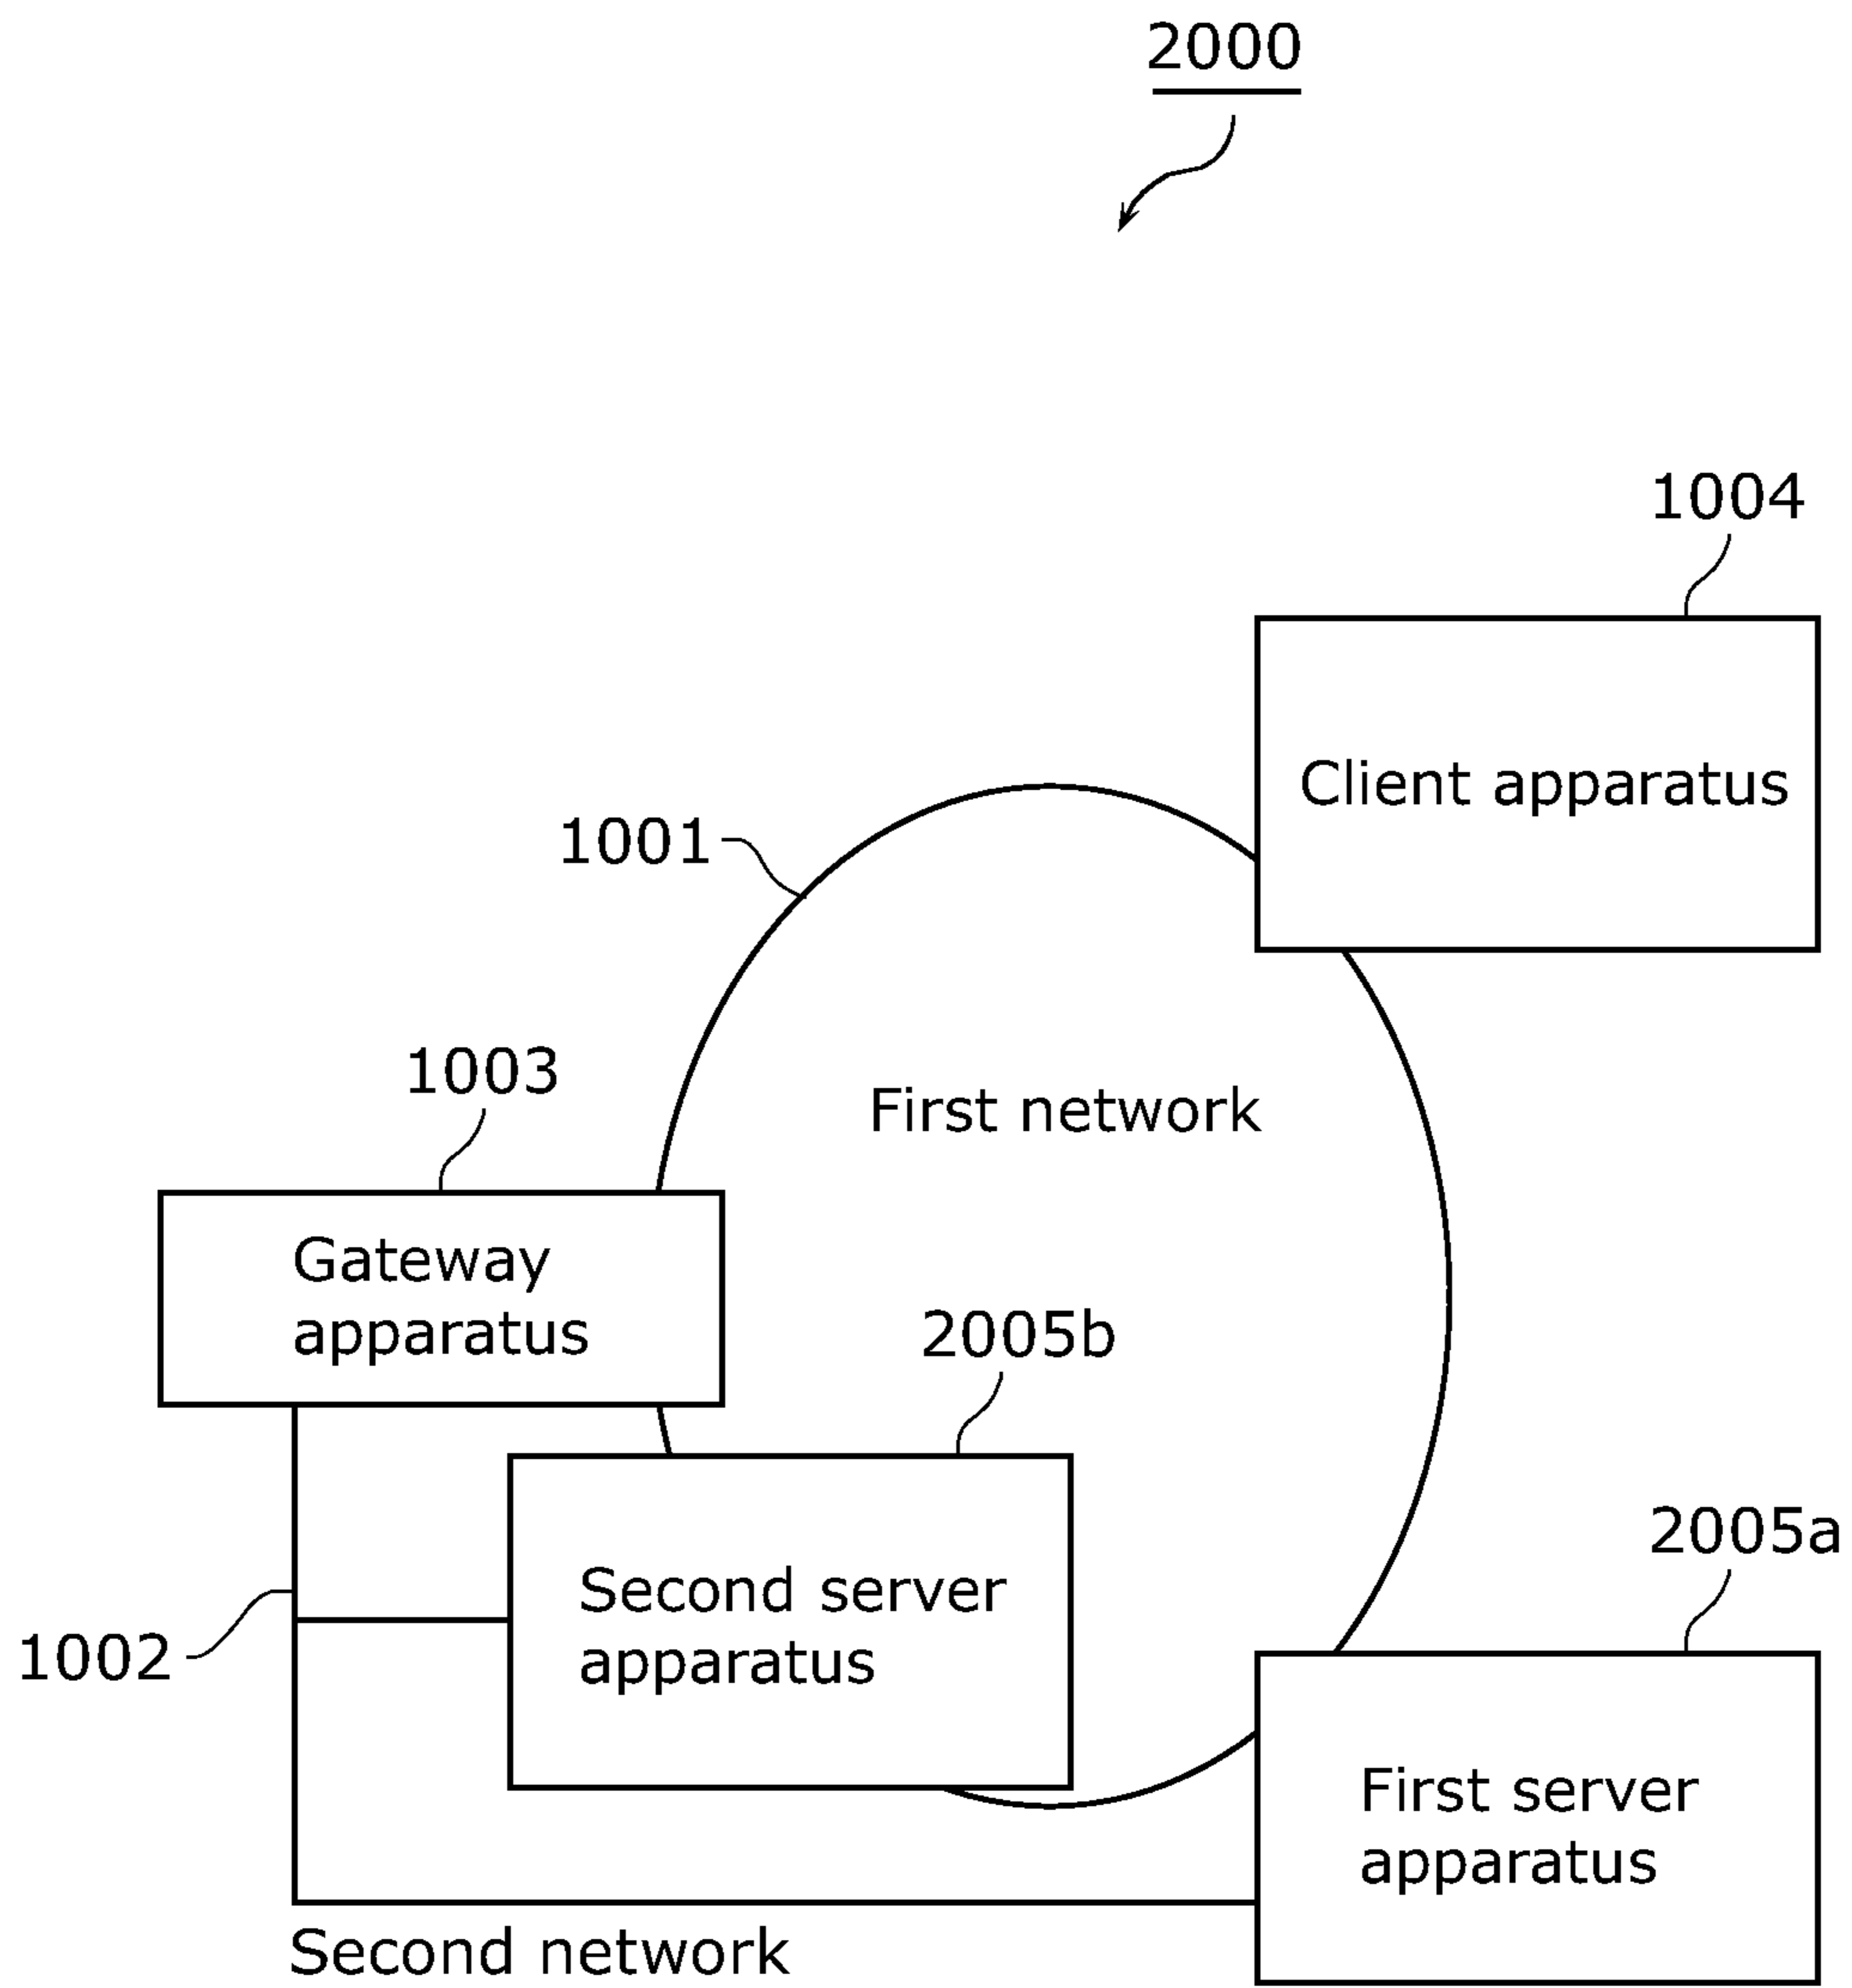 2000
1004
Client apparatus
1001
1003
First network
Gateway
apparatus
2005b
2005a
Second server
apparatus
1002
First server
apparatus
Second network